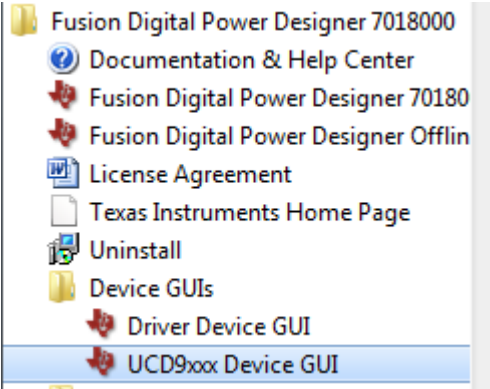 Fusion Digital Power Designer 7018000
Documentation & Help Center
Fusion Digital Power Designer 70180
Fusion Digital Power Designer Offlin
License Agreement
Texas Instruments Home Page
Uninstall
Device GUIs
Driver Device GUI
UCD9xxx Device GUI